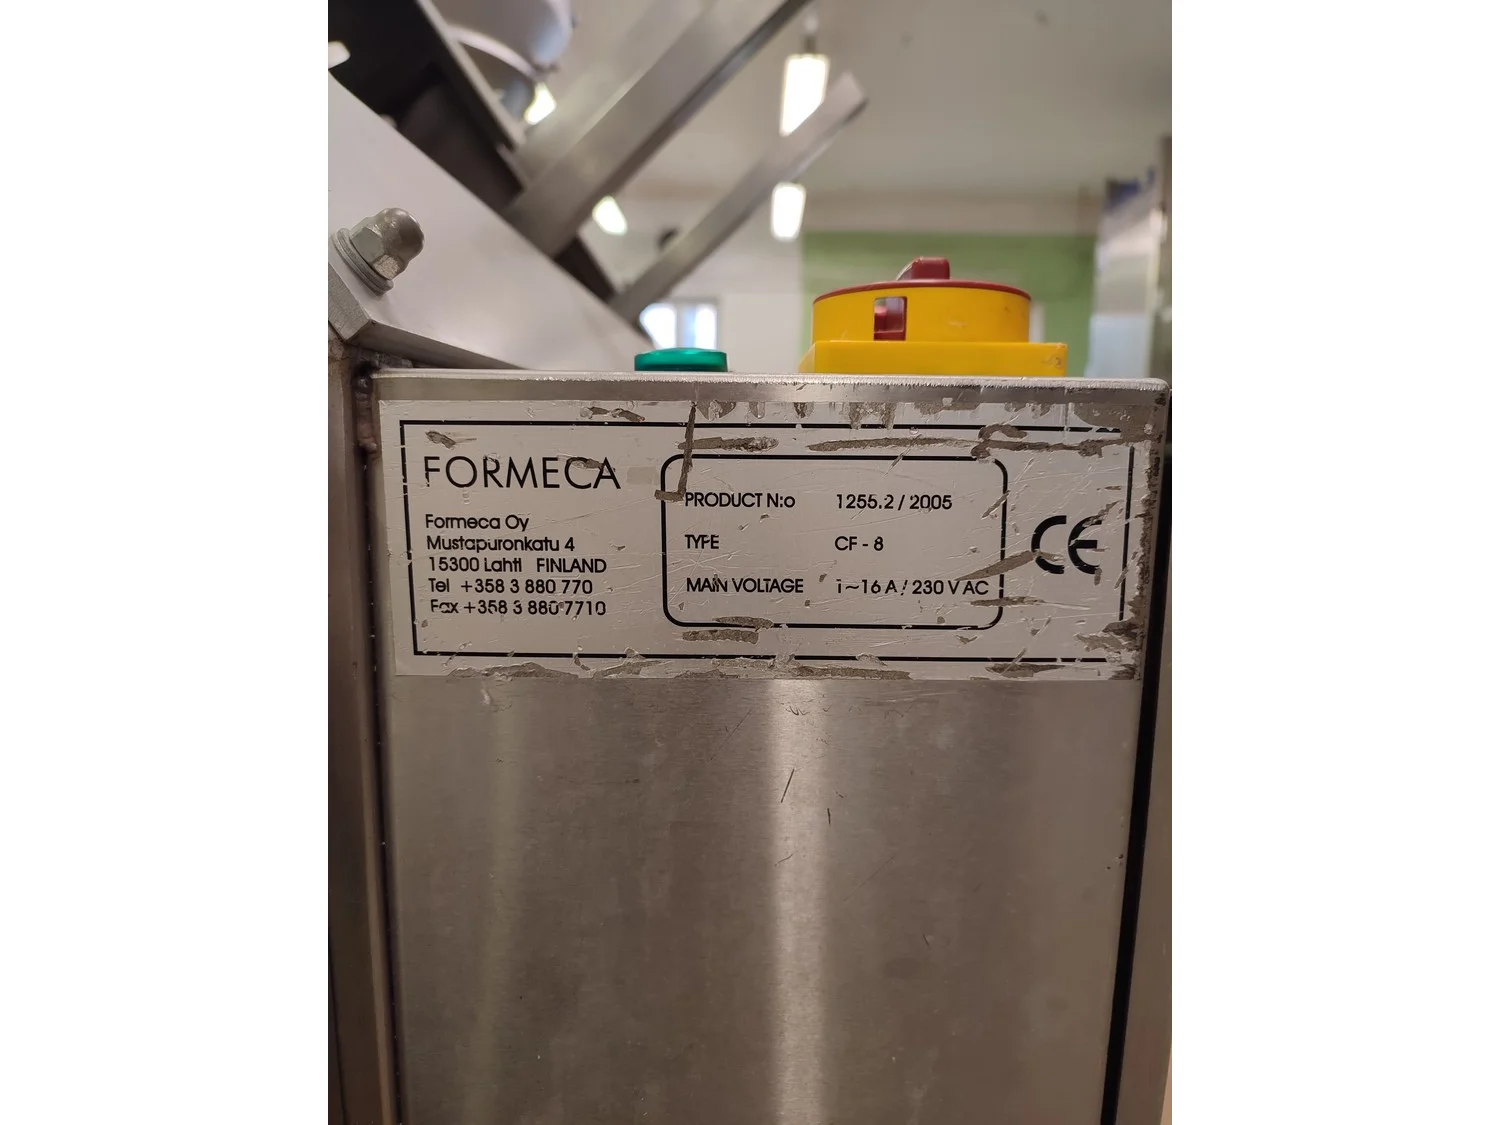 FORMECA
Formeca Oy
Mustapuronkatu 4
15300 Lahti FINLAND
Tel +358 3 880 770
Fax +358 3 880 7710
PRODUCT N:o 1255.2 / 2005
TYPE CF - 8
MAIN VOLTAGE 1~16 A / 230 V AC
CE